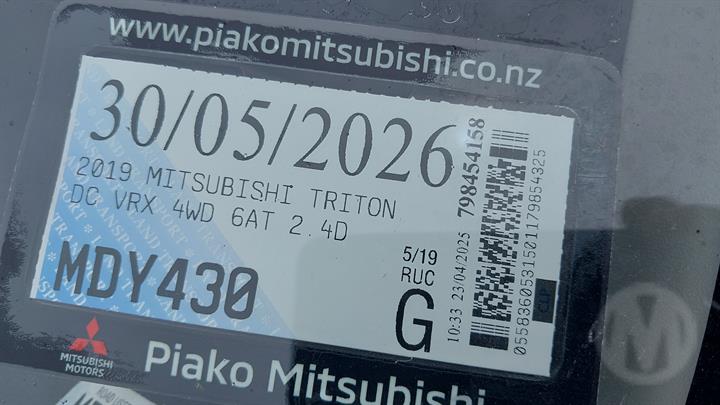 www.piakomitsubishi.co.nz
30/05/2026
2019 MITSUBISHI TRITON
DC VRX 4WD 6AT 2.4D
MDY430
5/19
RUC
G
10:33 23/04/2025 798454158
0558360531501179854325
MITSUBISHI
MOTORS
Piako Mitsubishi
M